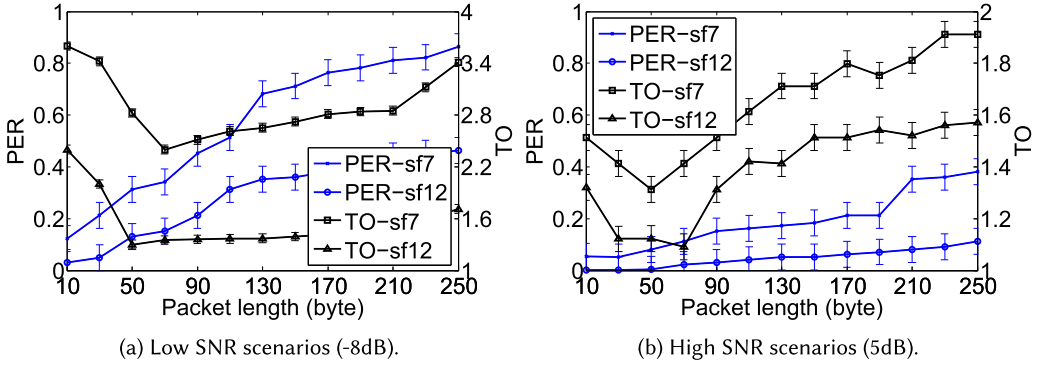 1
0.8
0.6
0.4
0.2
0
PER
4
3.4
2.8
2.2
1.6
1
TO
PER-sf7
PER-sf12
TO-sf7
TO-sf12
10 50 90 130 170 210 250
Packet length (byte)
(a) Low SNR scenarios (-8dB).
1
0.8
0.6
0.4
0.2
0
PER
2
1.8
1.6
1.4
1.2
1
TO
PER-sf7
PER-sf12
TO-sf7
TO-sf12
10 50 90 130 170 210 250
Packet length (byte)
(b) High SNR scenarios (5dB).